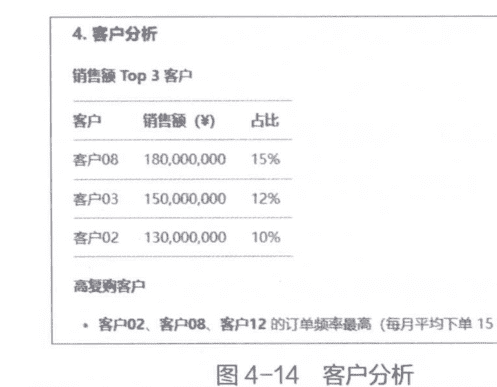 4. 客户分析
销售额 Top 3 客户
客户 销售额（¥） 占比
客户08 180,000,000 15%
客户03 150,000,000 12%
客户02 130,000,000 10%
高复购客户
• 客户02、客户08、客户12 的订单频率最高（每月平均下单 15
图 4-14 客户分析